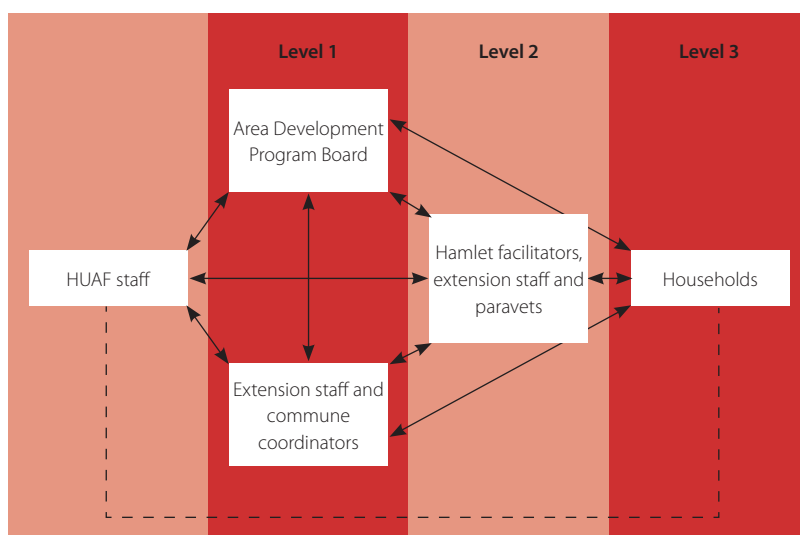 Level 1
Level 2
Level 3
Area Development
Program Board
HUAF staff
Hamlet facilitators,
extension staff and
paravets
Households
Extension staff and
commune
coordinators